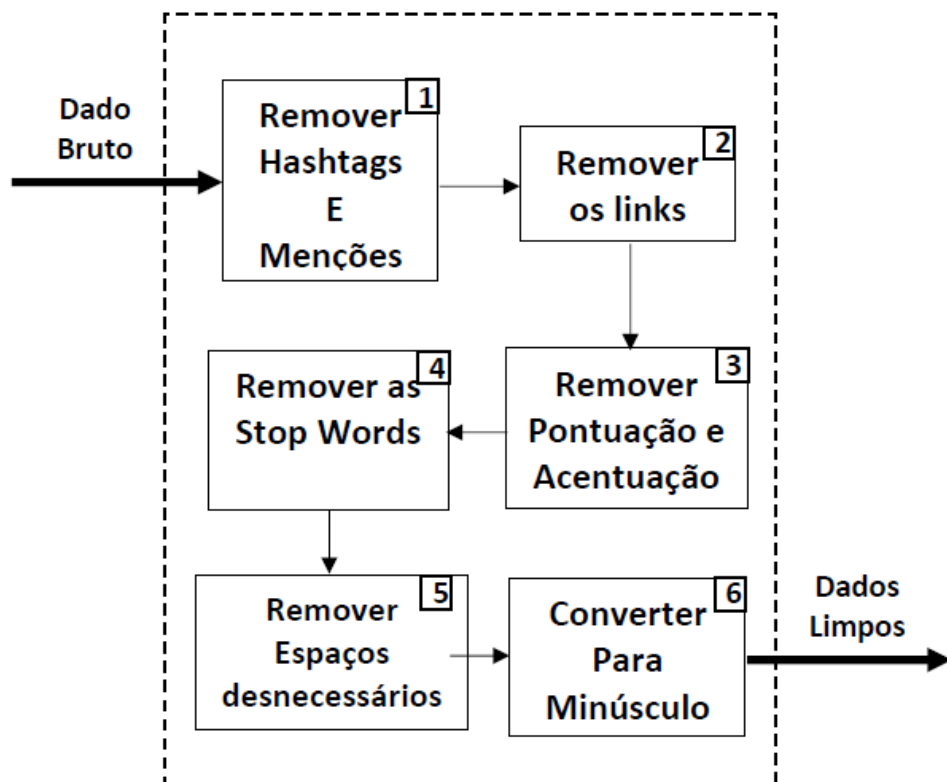 Dado
Bruto
1
Remover
Hashtags
E
Menções
2
Remover
os links
3
Remover
Pontuação e
Acentuação
4
Remover as
Stop Words
5
Remover
Espaços
desnecessários
6
Converter
Para
Minúsculo
Dados
Limpos